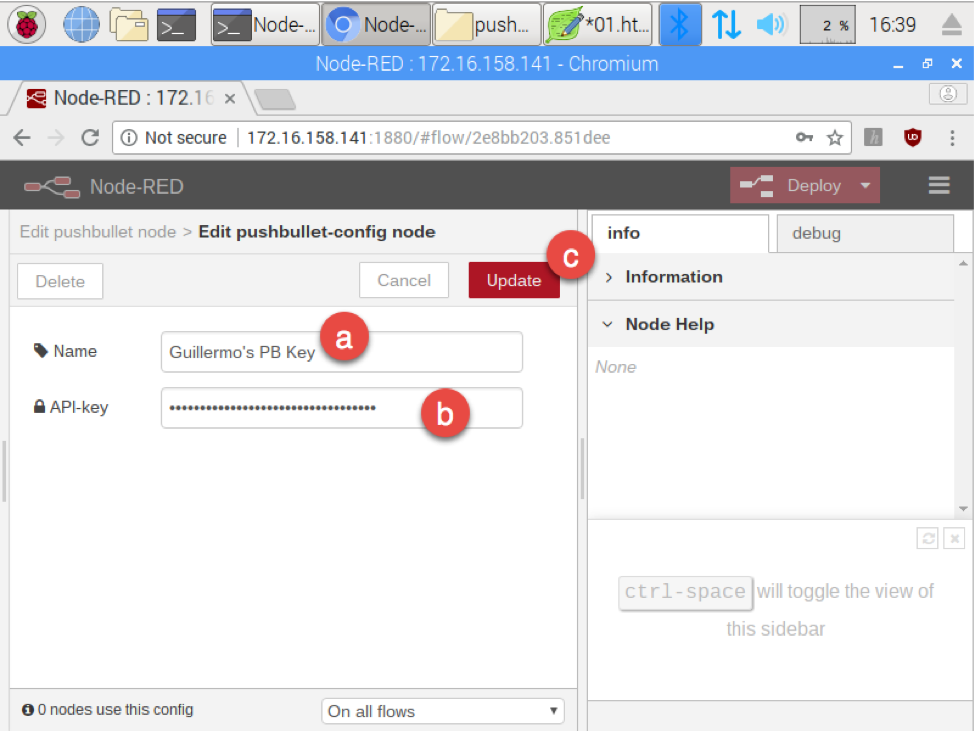 Node-... Node-... push... *01.ht... 2 % 16:39
Node-RED : 172.16.158.141 - Chromium
Node-RED : 172.16
Not secure 172.16.158.141:1880/#flow/2e8bb203.851dee
Node-RED Deploy
Edit pushbullet node > Edit pushbullet-config node
info debug
c
Delete Cancel Update
Information
Node Help
None
Name Guillermo's PB Key a
API-key •••••••••••••••••••••••••••••••••• b
ctrl-space will toggle the view of
this sidebar
0 nodes use this config On all flows